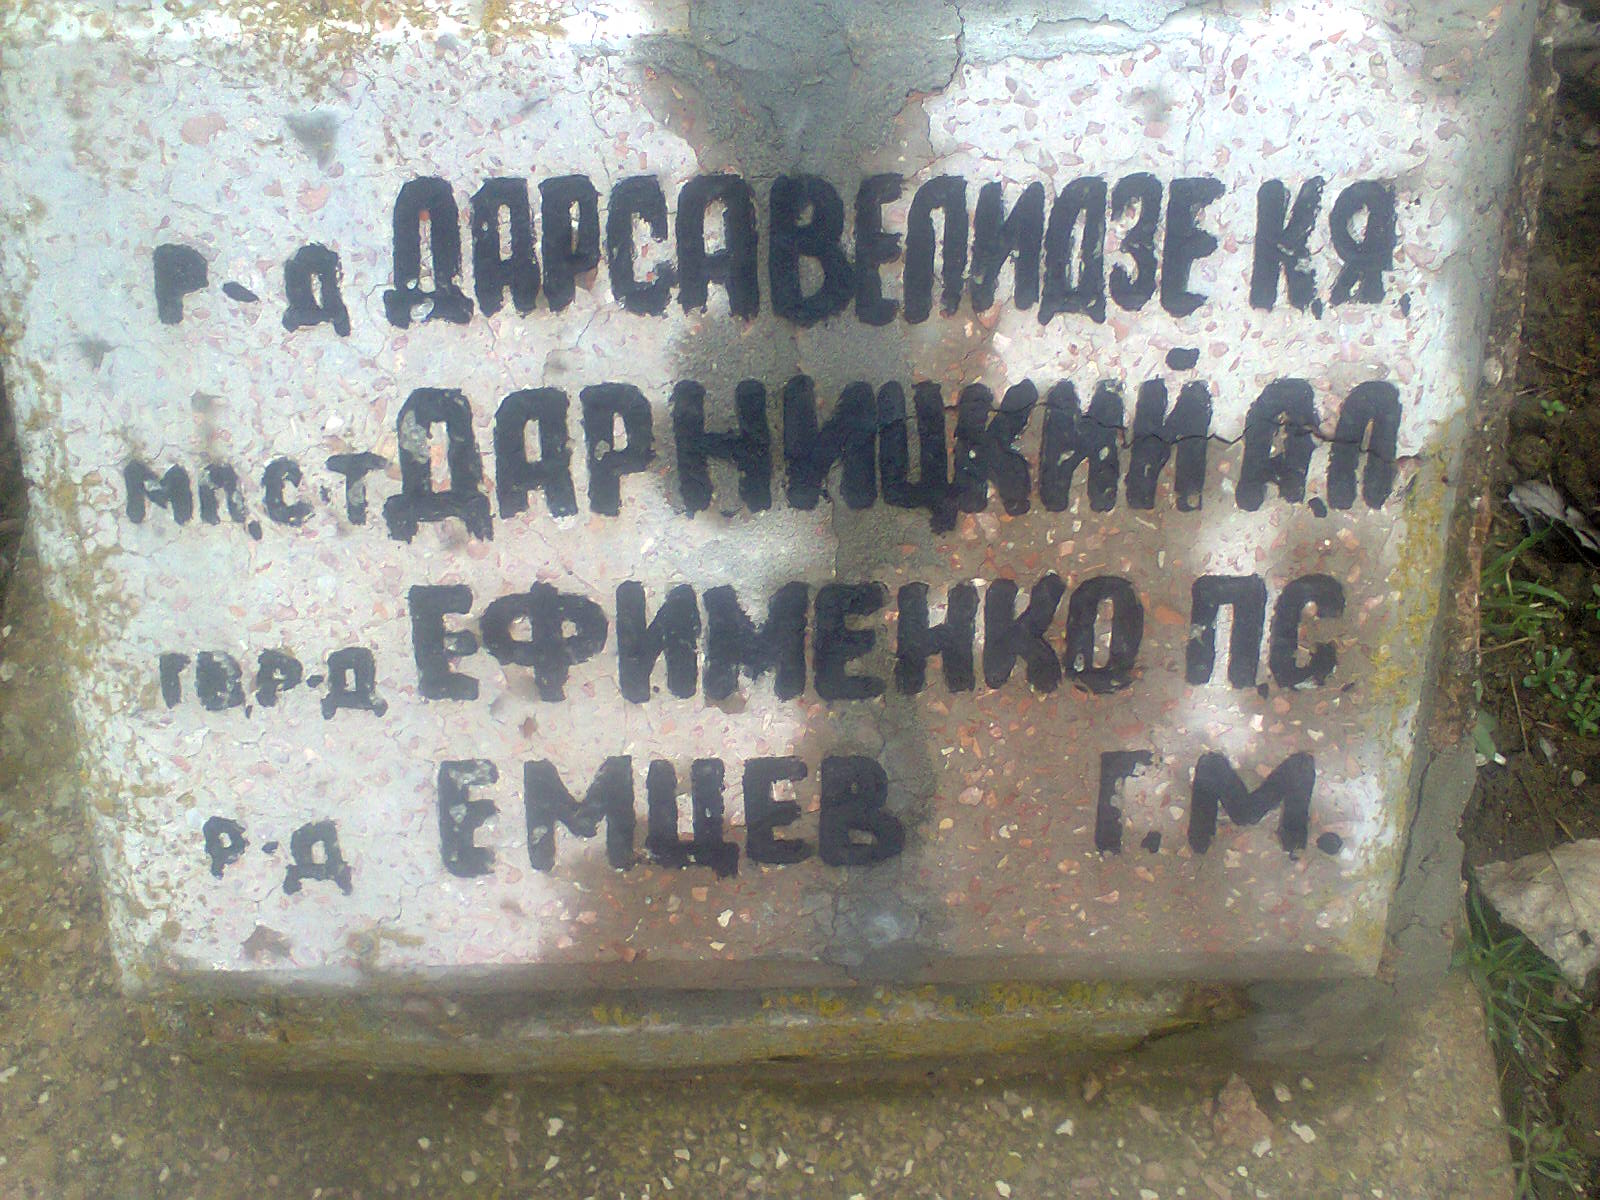 Р-Д ДАРСАВЕЛИДЗЕ К.Я.
МЛ.С-Т ДАРНИЦКИЙ А.П
ГВ.Р-Д ЕФИМЕНКО П.С
Р-Д ЕМЦЕВ Г.М.